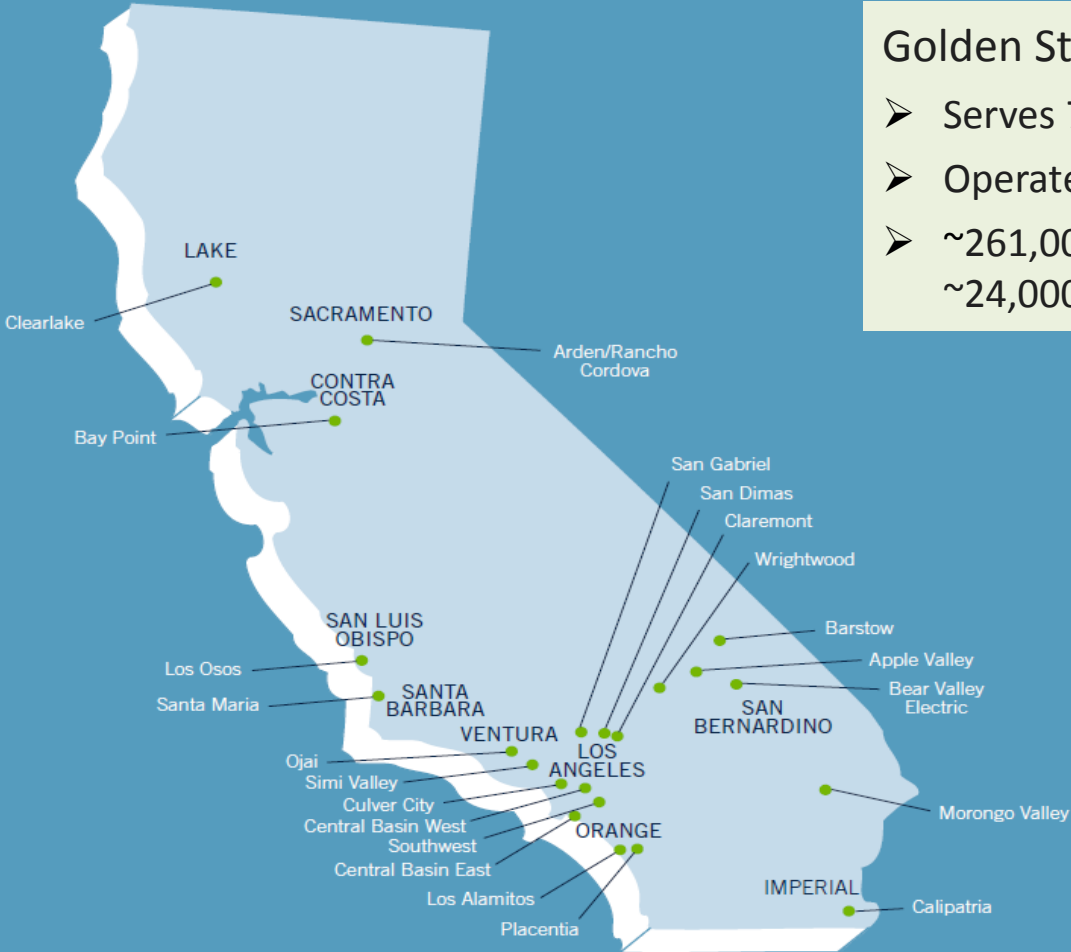 Golden St
➢ Serves
➢ Operate
➢ ~261,00
~24,000
LAKE
Clearlake
SACRAMENTO
Arden/Rancho
Cordova
CONTRA
COSTA
Bay Point
San Gabriel
San Dimas
Claremont
Wrightwood
Barstow
Apple Valley
Bear Valley
Electric
SAN
BERNARDINO
SAN LUIS
OBISPO
Los Osos
Santa Maria
SANTA
BARBARA
VENTURA
LOS
ANGELES
Ojai
Simi Valley
Culver City
Central Basin West
Southwest
Central Basin East
ORANGE
Los Alamitos
Placentia
Morongo Valley
IMPERIAL
Calipatria